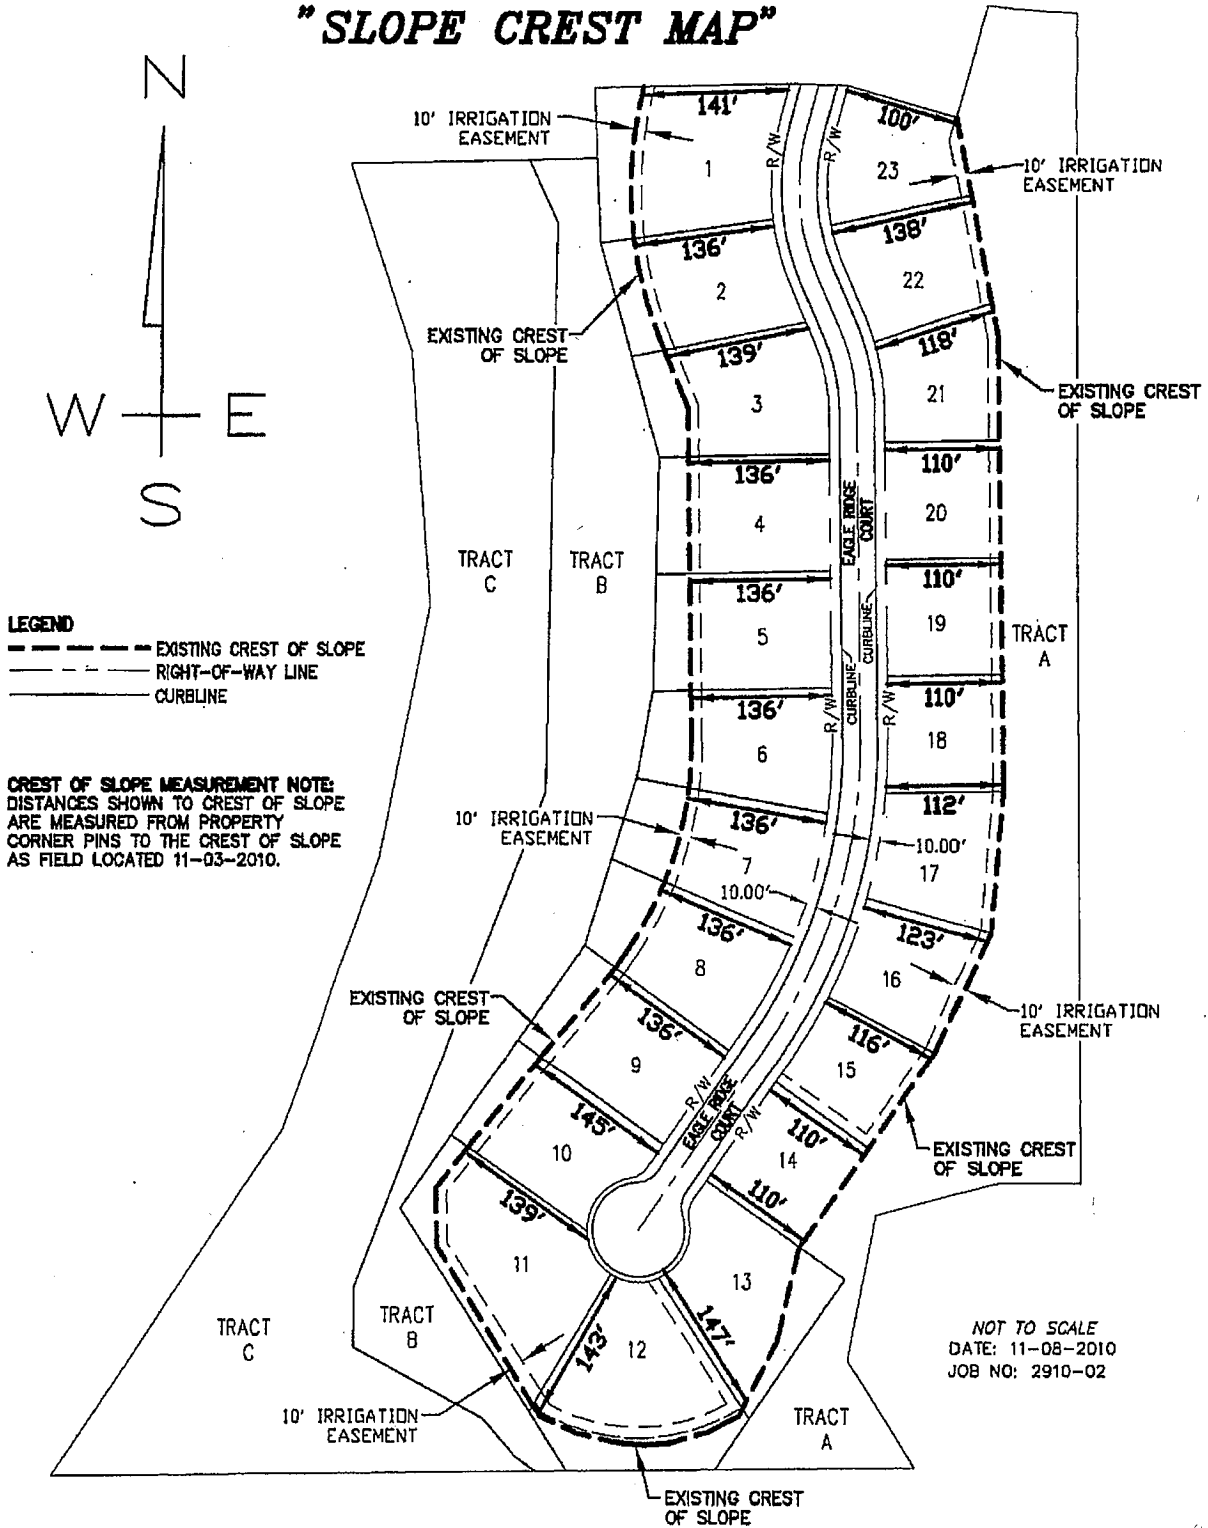 "SLOPE CREST MAP"
N
W E
S
10' IRRIGATION
EASEMENT
141'
R/W
R/W
100'
10' IRRIGATION
EASEMENT
1
23
136'
138'
2
22
EXISTING CREST
OF SLOPE
139'
118'
EXISTING CREST
OF SLOPE
3
21
136'
110'
EAGLE RIDGE
COURT
4
20
TRACT
C
TRACT
B
136'
110'
5
19
CURBLINE
CURBLINE
TRACT
A
LEGEND
EXISTING CREST OF SLOPE
RIGHT-OF-WAY LINE
CURBLINE
136'
110'
R/W
R/W
6
18
CREST OF SLOPE MEASUREMENT NOTE:
DISTANCES SHOWN TO CREST OF SLOPE
ARE MEASURED FROM PROPERTY
CORNER PINS TO THE CREST OF SLOPE
AS FIELD LOCATED 11-03-2010.
10' IRRIGATION
EASEMENT
136'
112'
10.00'
7
17
10.00'
136'
123'
8
16
EXISTING CREST
OF SLOPE
10' IRRIGATION
EASEMENT
136'
116'
9
15
R/W
EAGLE RIDGE
COURT
R/W
145'
110'
EXISTING CREST
OF SLOPE
10
14
139'
110'
11
13
TRACT
C
TRACT
B
143'
12
147'
NOT TO SCALE
DATE: 11-08-2010
JOB NO: 2910-02
10' IRRIGATION
EASEMENT
TRACT
A
EXISTING CREST
OF SLOPE